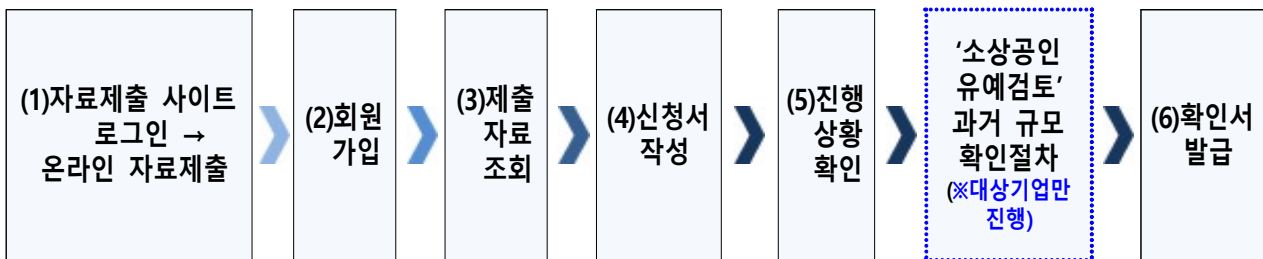 (1)자료제출 사이트
로그인 →
온라인 자료제출
(2)회원
가입
(3)제출
자료
조회
(4)신청서
작성
(5)진행
상황
확인
‘소상공인
유예검토’
과거 규모
확인절차
(※대상기업만
진행)
(6)확인서
발급